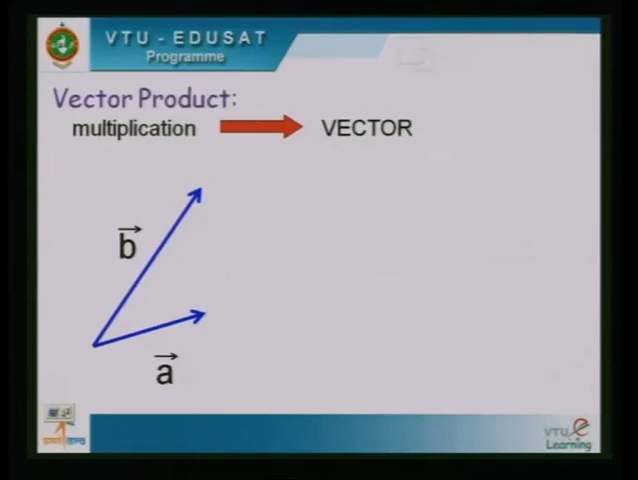 VTU - EDUSAT
Programme
Vector Product:
multiplication VECTOR
b
a
VTU e
Learning